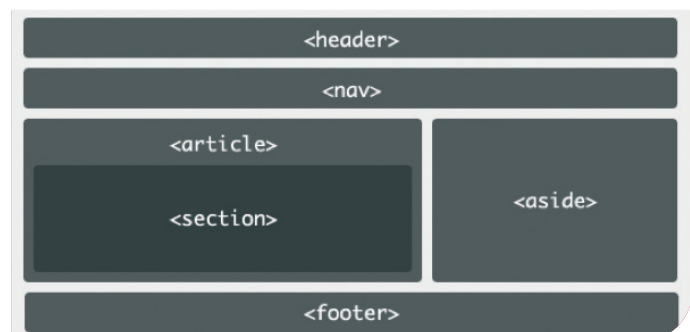 <header>
<nav>
<article>
<section>
<aside>
<footer>